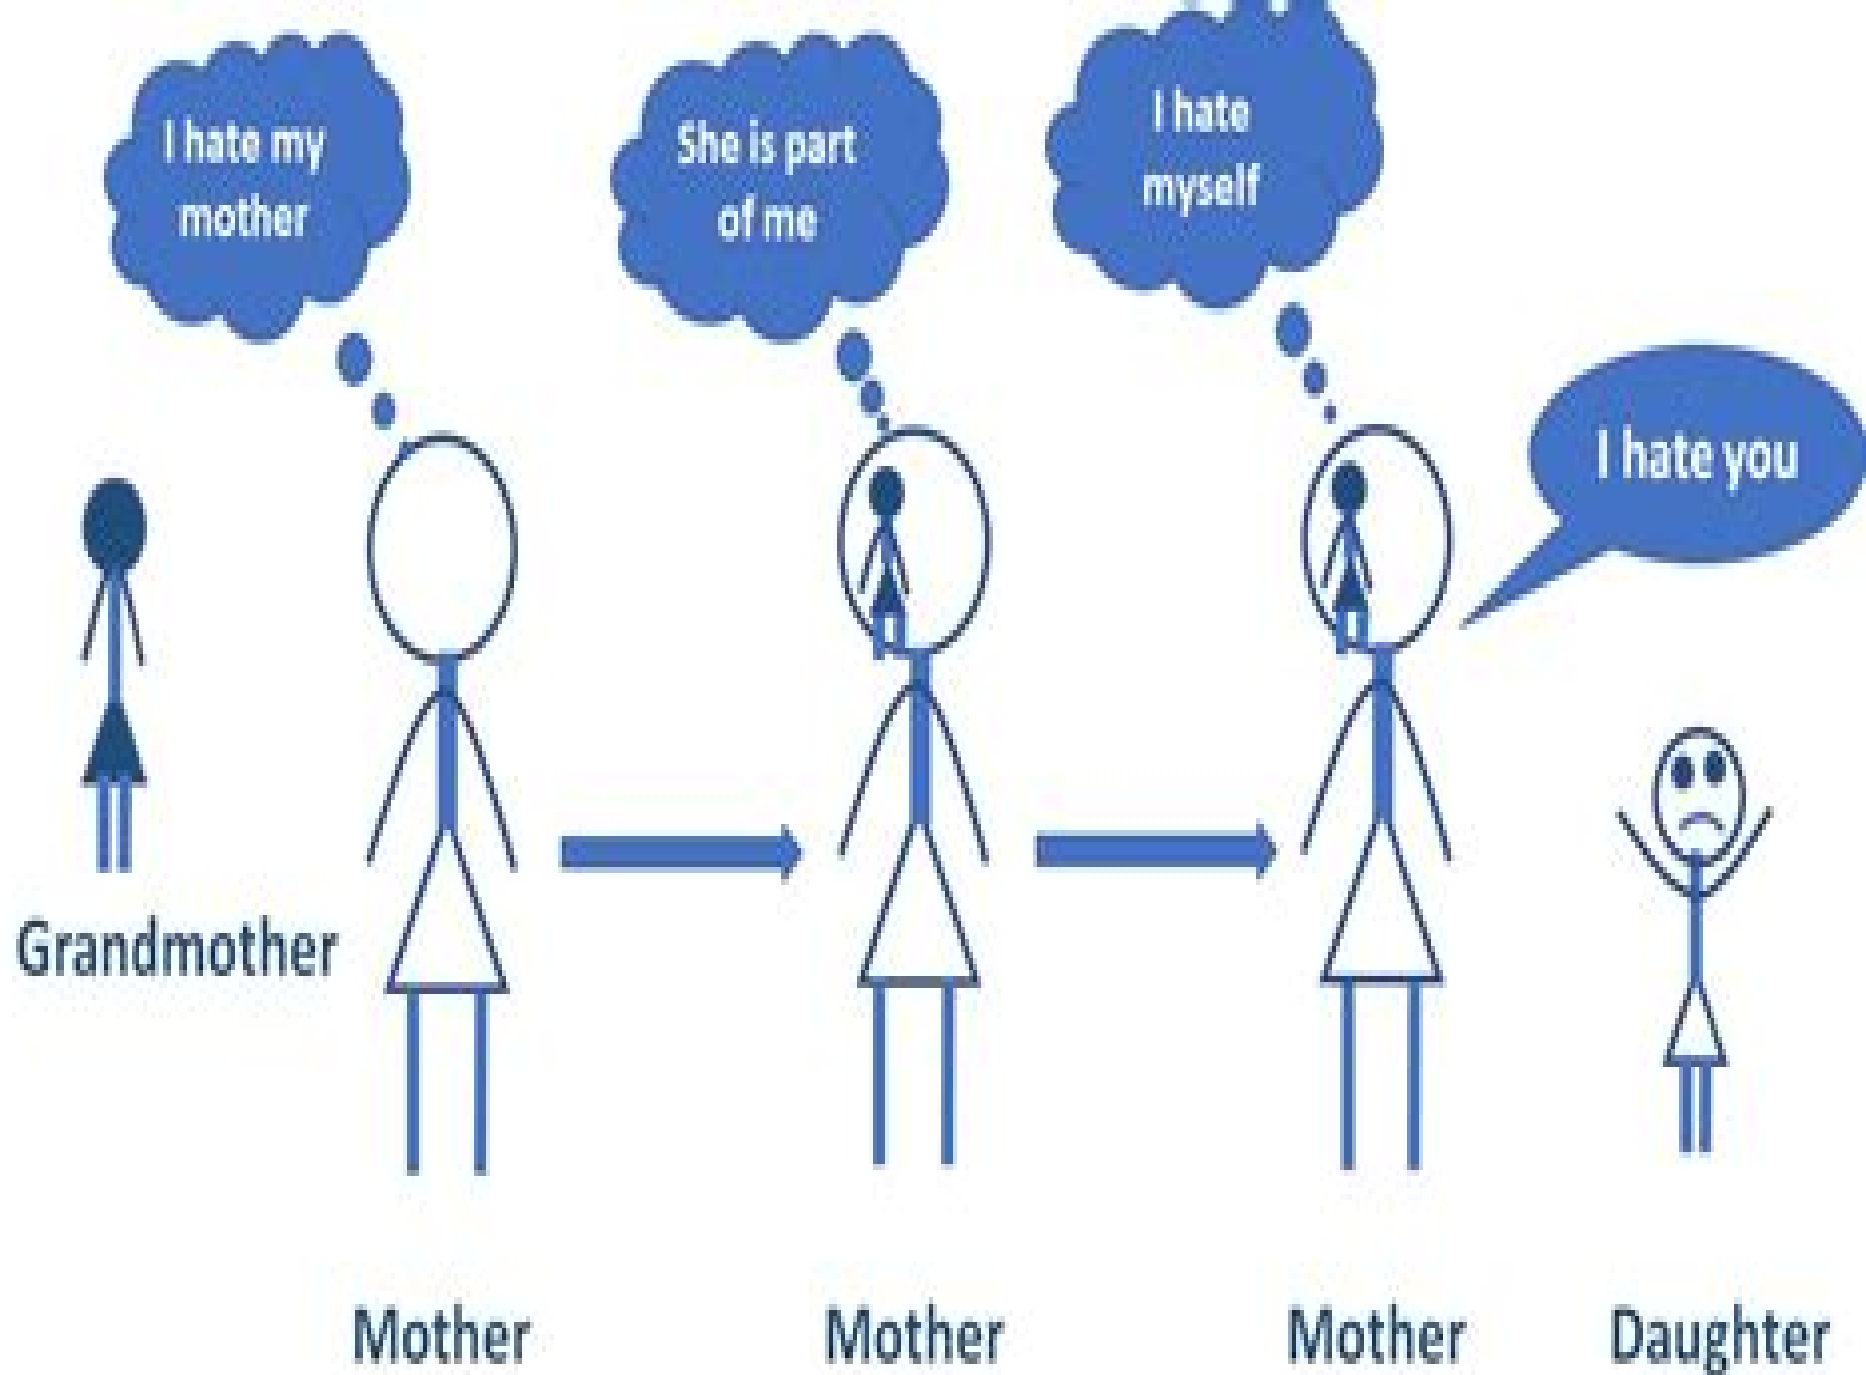 I hate my
mother
She is part
of me
I hate
myself
I hate you
Grandmother
Mother
Mother
Mother
Daughter